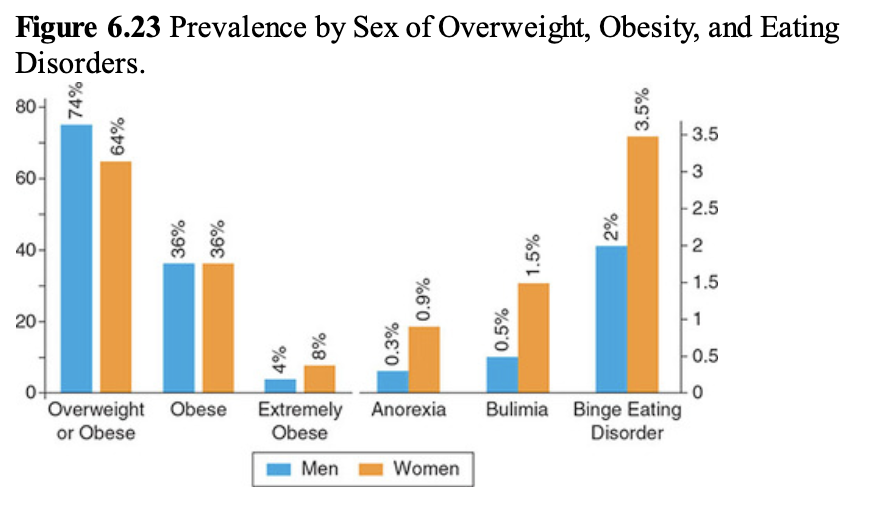 Figure 6.23 Prevalence by Sex of Overweight, Obesity, and Eating
Disorders.
80
60
40
20
0
74%
64%
36%
36%
4%
8%
0.3%
0.9%
0.5%
1.5%
2%
3.5%
3.5
3
2.5
2
1.5
1
0.5
0
Overweight
or Obese
Obese
Extremely
Obese
Anorexia
Bulimia
Binge Eating
Disorder
Men
Women